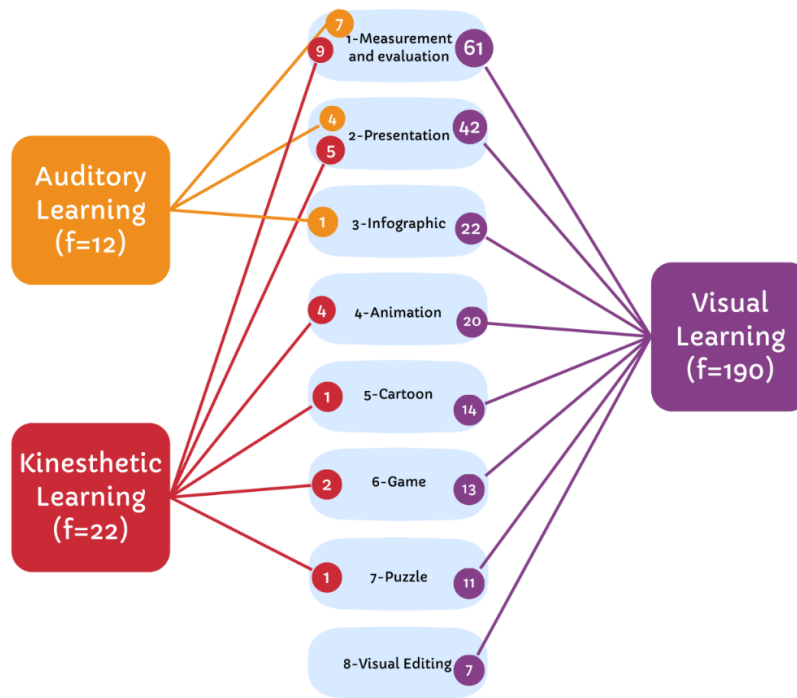 7
1-Measurement
and evaluation
9
61
4
2-Presentation
42
5
Auditory
Learning
(f=12)
1
3-Infographic
22
4
4-Animation
20
Visual
Learning
(f=190)
1
5-Cartoon
14
Kinesthetic
Learning
(f=22)
2
6-Game
13
1
7-Puzzle
11
8-Visual Editing
7